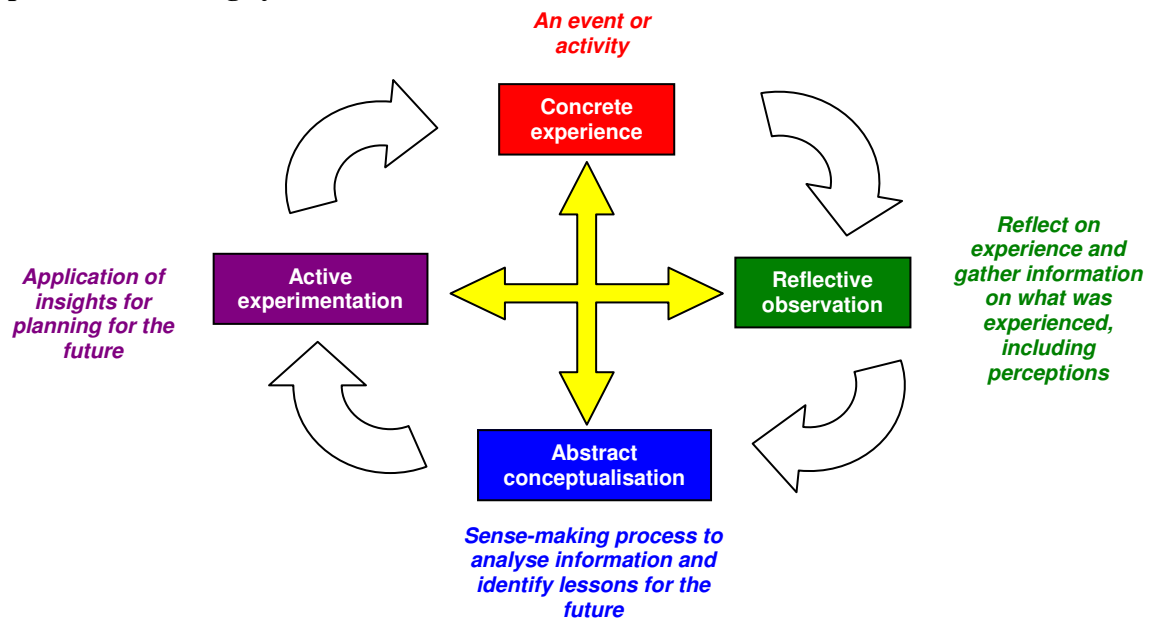 An event or
activity
Concrete
experience
Reflect on
experience and
gather information
on what was
experienced,
including
perceptions
Reflective
observation
Active
experimentation
Application of
insights for
planning for the
future
Abstract
conceptualisation
Sense-making process to
analyse information and
identify lessons for the
future